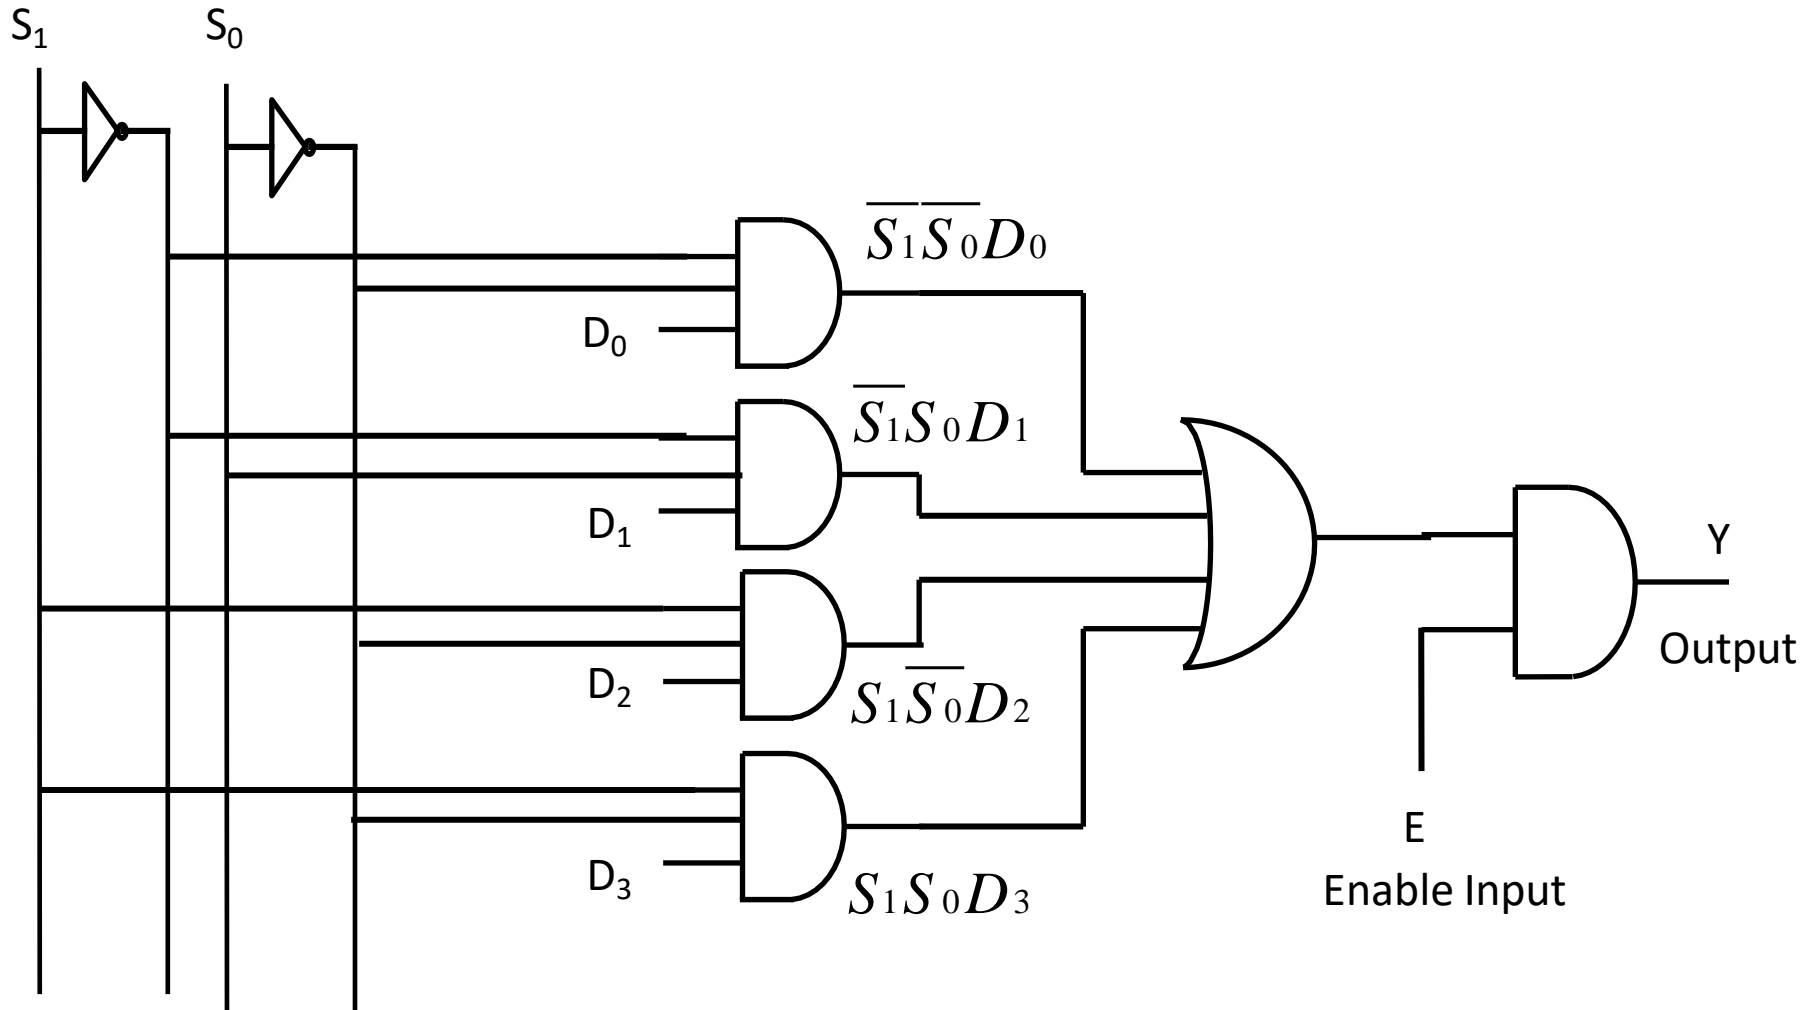 S₁
S₀
S̅₁S̅₀D₀
D₀
S̅₁S₀D₁
D₁
Y
Output
D₂
S₁S̅₀D₂
E
D₃
S₁S₀D₃
Enable Input